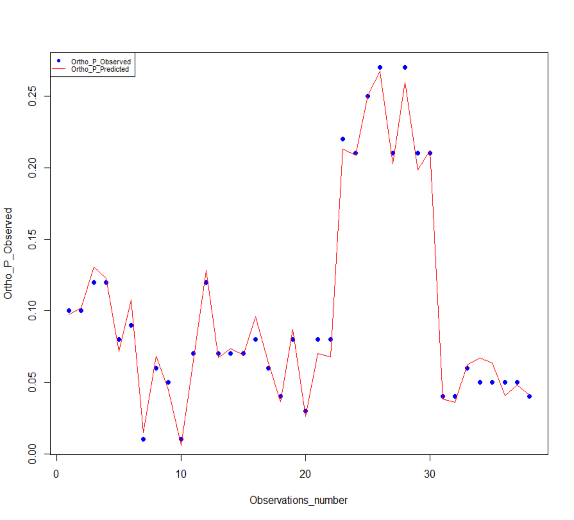 Ortho_P_Observed
Ortho_P_Predicted
Ortho_P_Observed
0.25
0.20
0.15
0.10
0.05
0.00
0 10 20 30
Observations_number